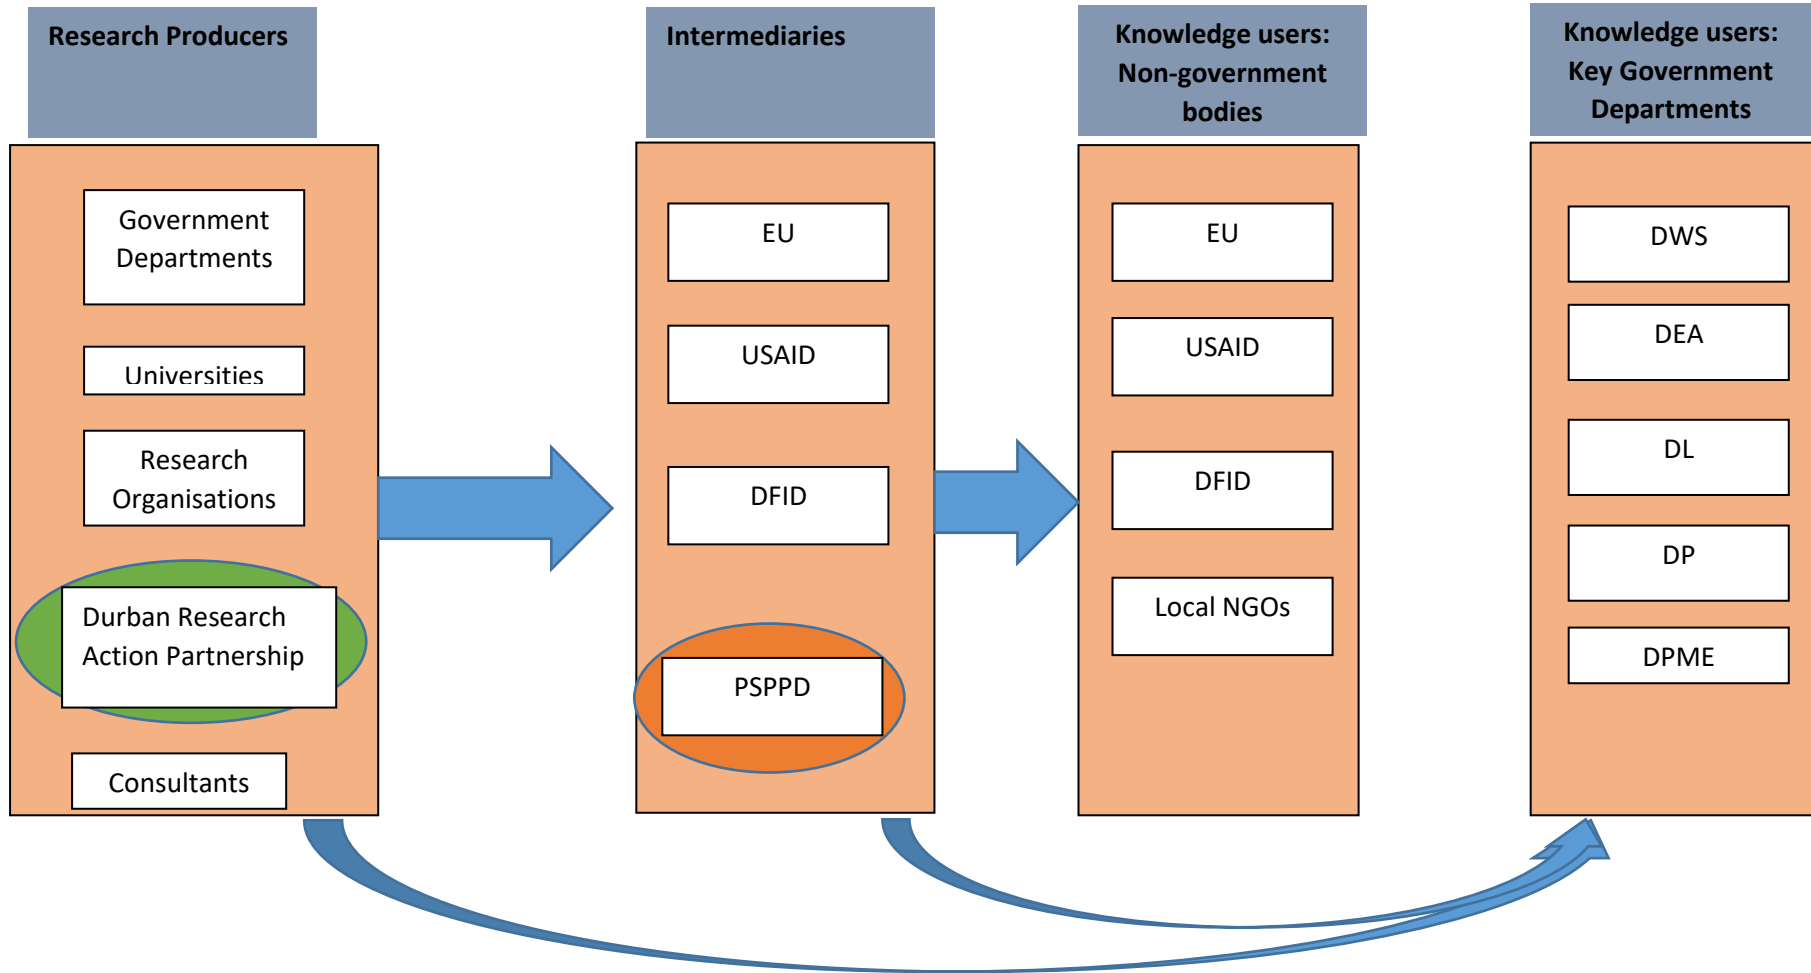 Research Producers
Government
Departments
Universities
Research
Organisations
Durban Research
Action Partnership
Consultants
Intermediaries
EU
USAID
DFID
PSPPD
Knowledge users:
Non-government
bodies
EU
USAID
DFID
Local NGOs
Knowledge users:
Key Government
Departments
DWS
DEA
DL
DP
DPME